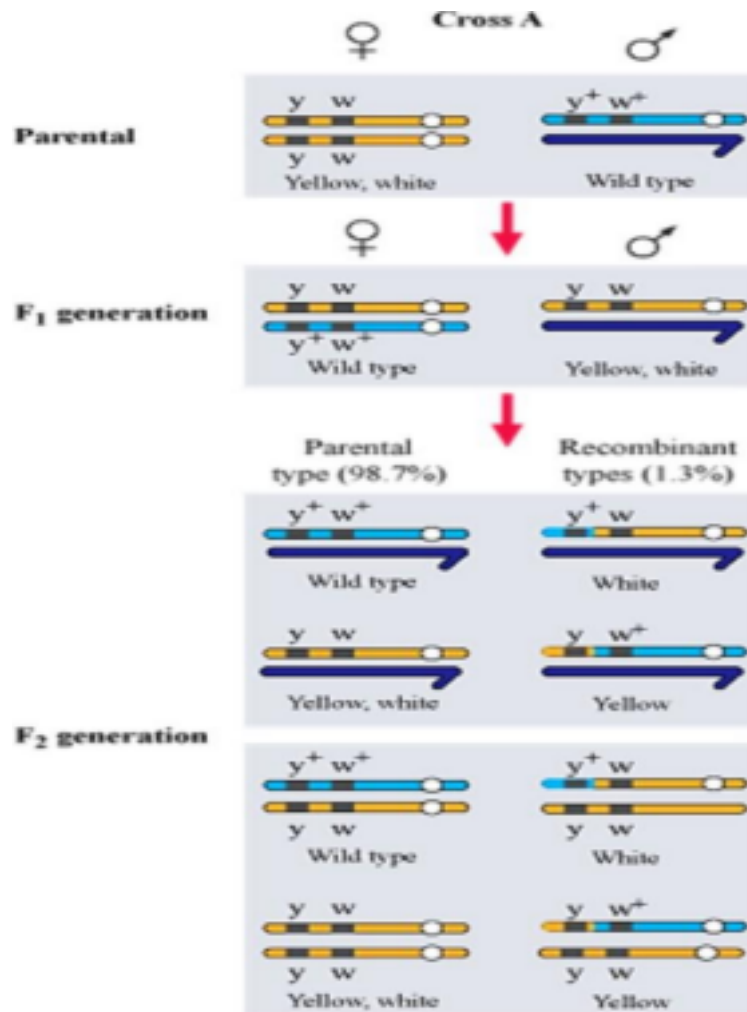 Cross A
♀ ♂
Parental
y w y⁺ w⁺
y w
Yellow, white Wild type
♀ ♂
F₁ generation
y w y w
y⁺ w⁺
Wild type Yellow, white
Parental type (98.7%)
Recombinant types (1.3%)
F₂ generation
y⁺ w⁺ y⁺ w
Wild type White
y w y w⁺
Yellow, white Yellow
y⁺ w⁺ y⁺ w
y w y w
Wild type White
y w y w⁺
y w y w
Yellow, white Yellow